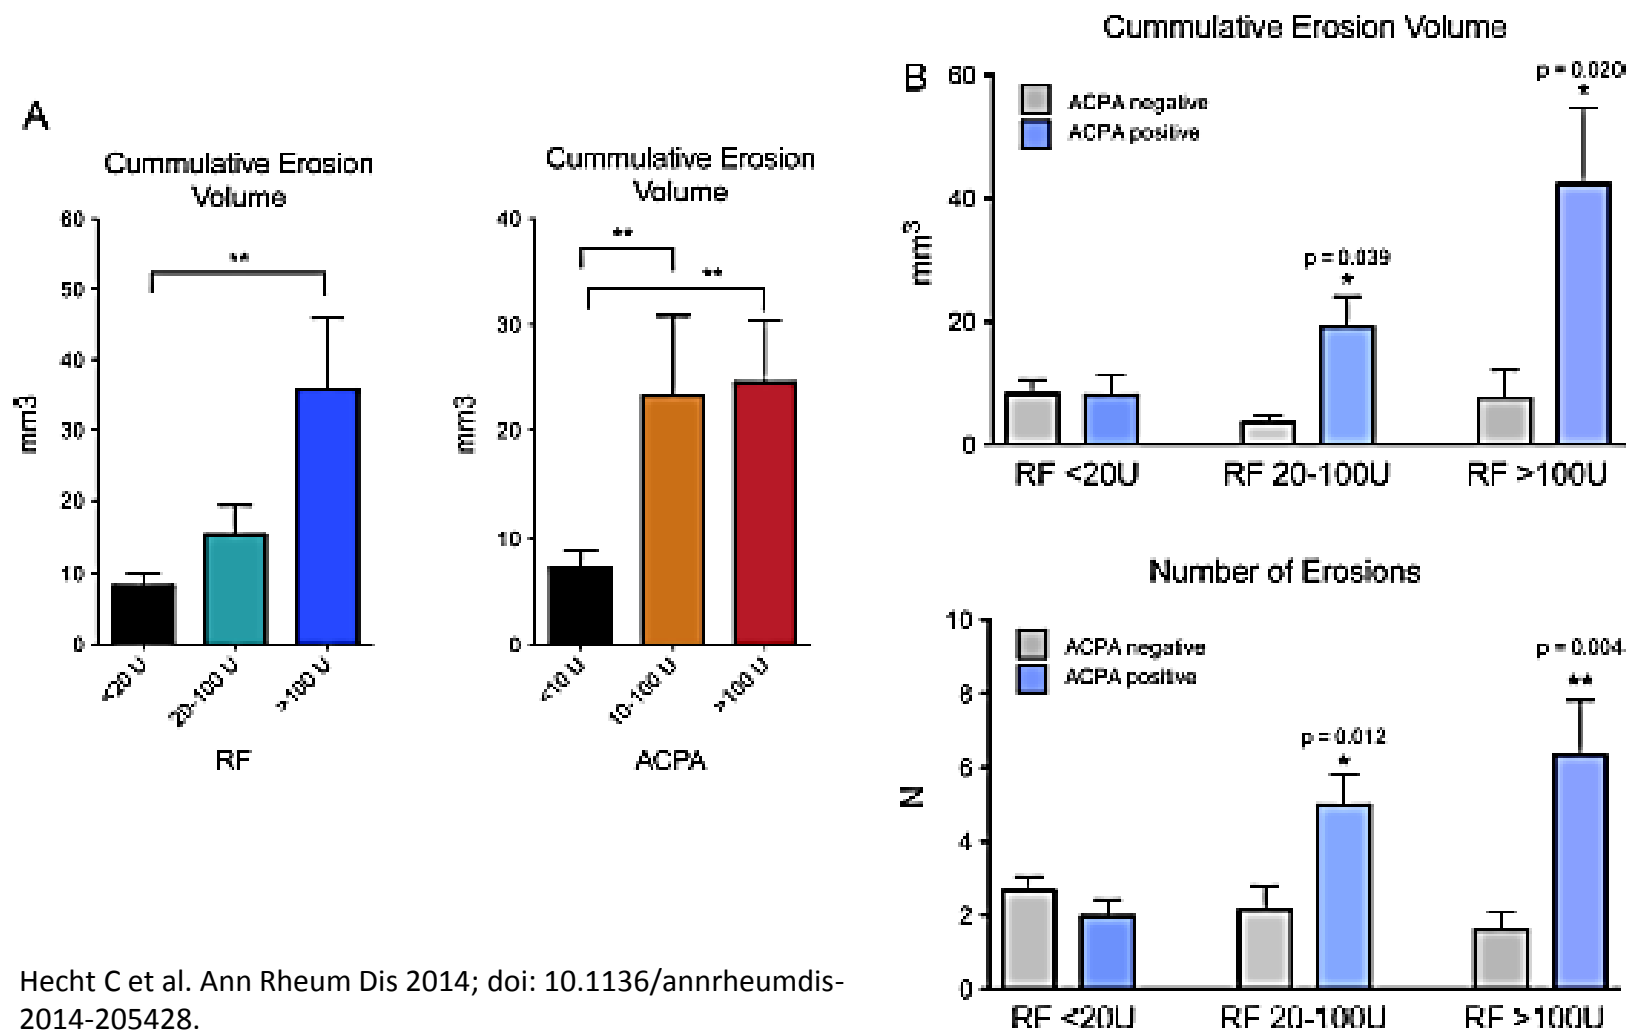 A
Cummulative Erosion
Volume
60
50
40
30
20
10
0
mm3
**
<20 U
20-100 U
>100 U
RF
Cummulative Erosion
Volume
40
30
20
10
0
mm3
**
**
<10 U
10-100 U
>100 U
ACPA
B
Cummulative Erosion Volume
60
40
20
0
mm3
ACPA negative
ACPA positive
p = 0.039
*
p = 0.020
*
RF <20U
RF 20-100U
RF >100U
Number of Erosions
10
8
6
4
2
0
N
ACPA negative
ACPA positive
p = 0.012
*
p = 0.004
**
RF <20U
RF 20-100U
RF >100U
Hecht C et al. Ann Rheum Dis 2014; doi: 10.1136/annrheumdis-
2014-205428.